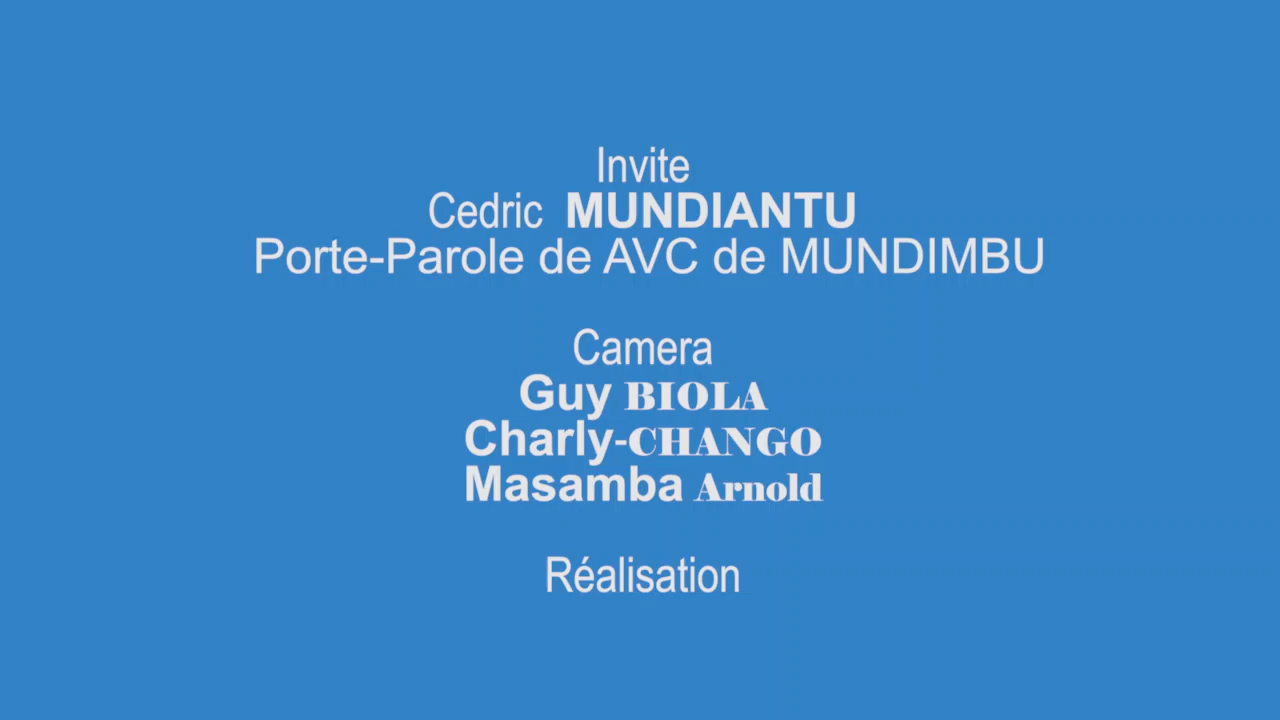 Invite
Cedric MUNDIANTU
Porte-Parole de AVC de MUNDIMBU
Camera
Guy BIOLA
Charly-CHANGO
Masamba Arnold
Réalisation